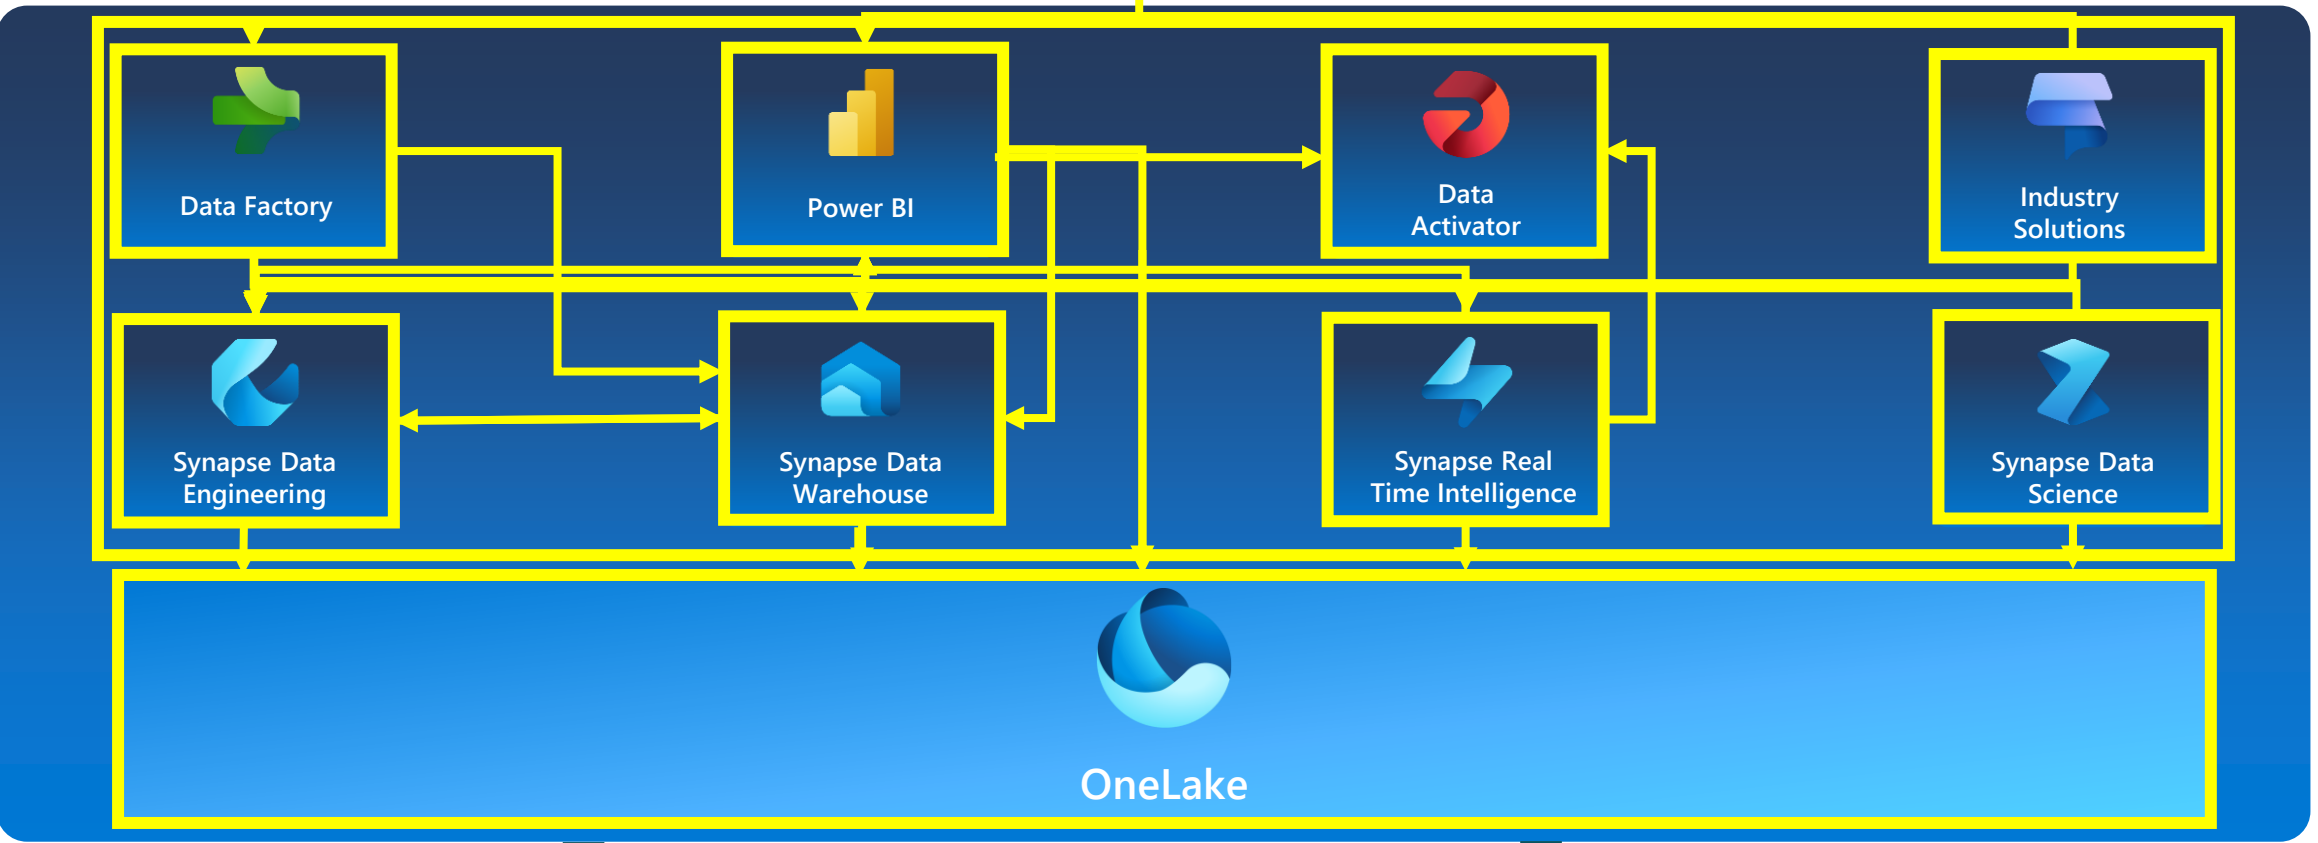 Data Factory
Power BI
Data
Activator
Industry
Solutions
Synapse Data
Engineering
Synapse Data
Warehouse
Synapse Real
Time Intelligence
Synapse Data
Science
OneLake